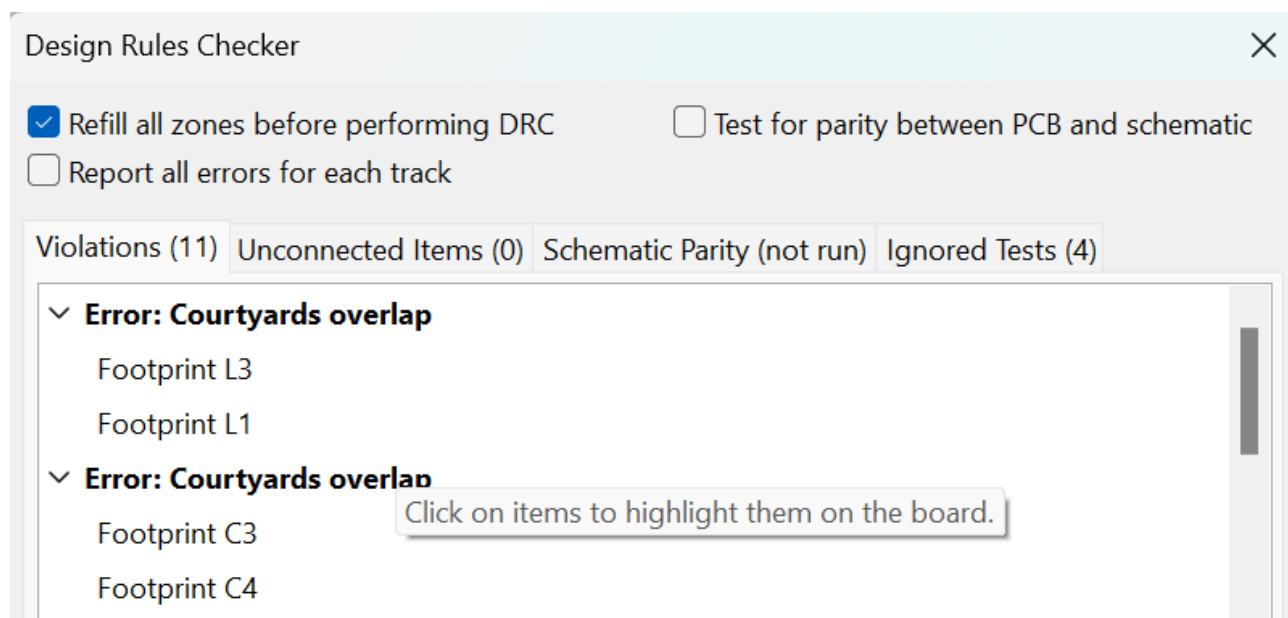 Design Rules Checker
Refill all zones before performing DRC Test for parity between PCB and schematic
Report all errors for each track
Violations (11) Unconnected Items (0) Schematic Parity (not run) Ignored Tests (4)
Error: Courtyards overlap
Footprint L3
Footprint L1
Error: Courtyards overlap
Click on items to highlight them on the board.
Footprint C3
Footprint C4